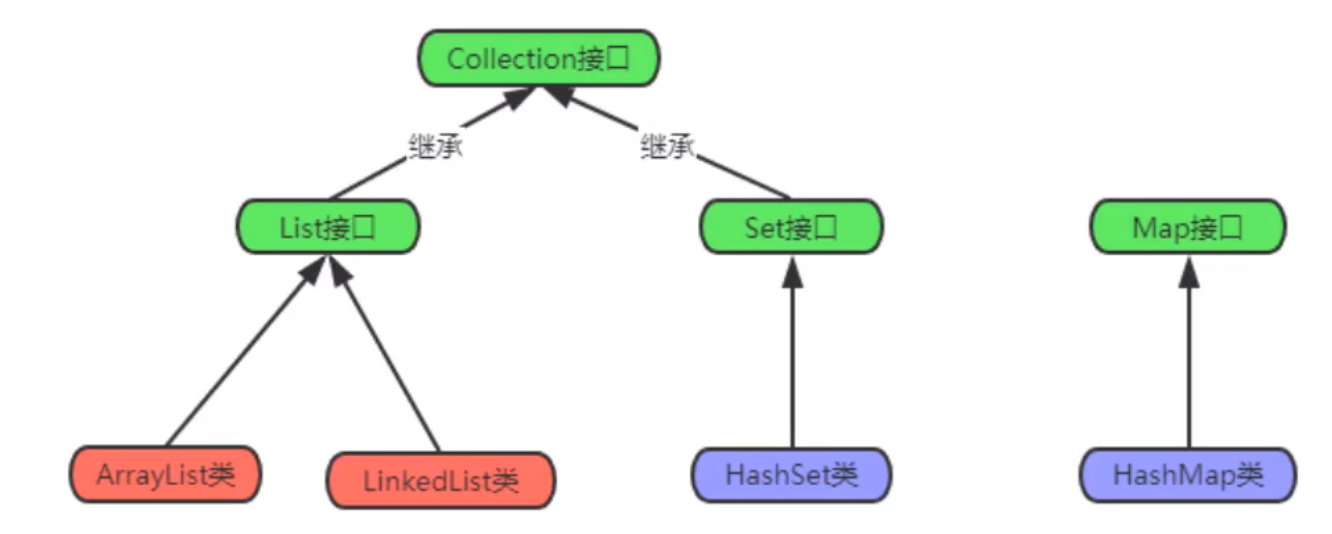 Collection接口
继承
继承
List接口
Set接口
Map接口
ArrayList类
LinkedList类
HashSet类
HashMap类